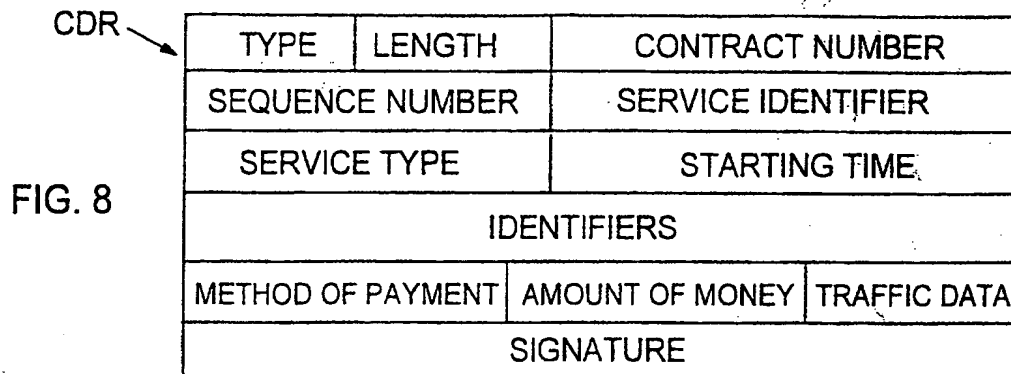 CDR
TYPE LENGTH CONTRACT NUMBER
SEQUENCE NUMBER SERVICE IDENTIFIER
SERVICE TYPE STARTING TIME
FIG. 8
IDENTIFIERS
METHOD OF PAYMENT AMOUNT OF MONEY TRAFFIC DATA
SIGNATURE